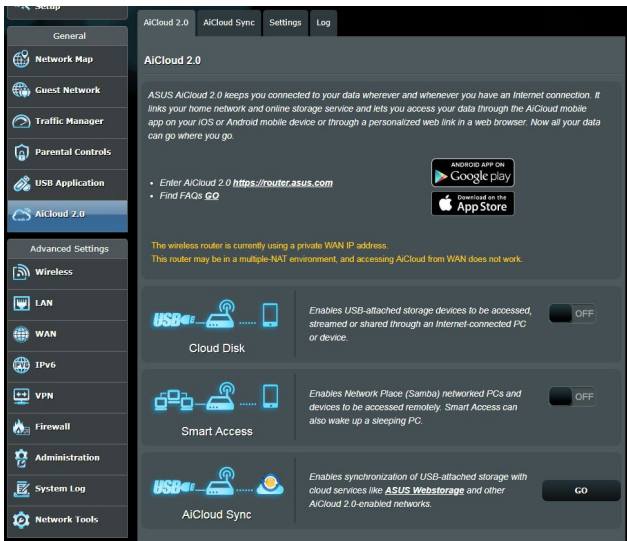 Setup
General
Network Map
Guest Network
Traffic Manager
Parental Controls
USB Application
AiCloud 2.0
Advanced Settings
Wireless
LAN
WAN
IPv6
VPN
Firewall
Administration
System Log
Network Tools
AiCloud 2.0 AiCloud Sync Settings Log
AiCloud 2.0
ASUS AiCloud 2.0 keeps you connected to your data wherever and whenever you have an Internet connection. It
links your home network and online storage service and lets you access your data through the AiCloud mobile
app on your iOS or Android mobile device or through a personalized web link in a web browser. Now all your data
can go where you go.
• Enter AiCloud 2.0 https://router.asus.com
• Find FAQs GO
ANDROID APP ON
Google play
Download on the
App Store
The wireless router is currently using a private WAN IP address.
This router may be in a multiple-NAT environment, and accessing AiCloud from WAN does not work.
USB
Cloud Disk
Enables USB-attached storage devices to be accessed,
streamed or shared through an Internet-connected PC
or device.
OFF
Smart Access
Enables Network Place (Samba) networked PCs and
devices to be accessed remotely. Smart Access can
also wake up a sleeping PC.
OFF
USB
AiCloud Sync
Enables synchronization of USB-attached storage with
cloud services like ASUS Webstorage and other
AiCloud 2.0-enabled networks.
GO